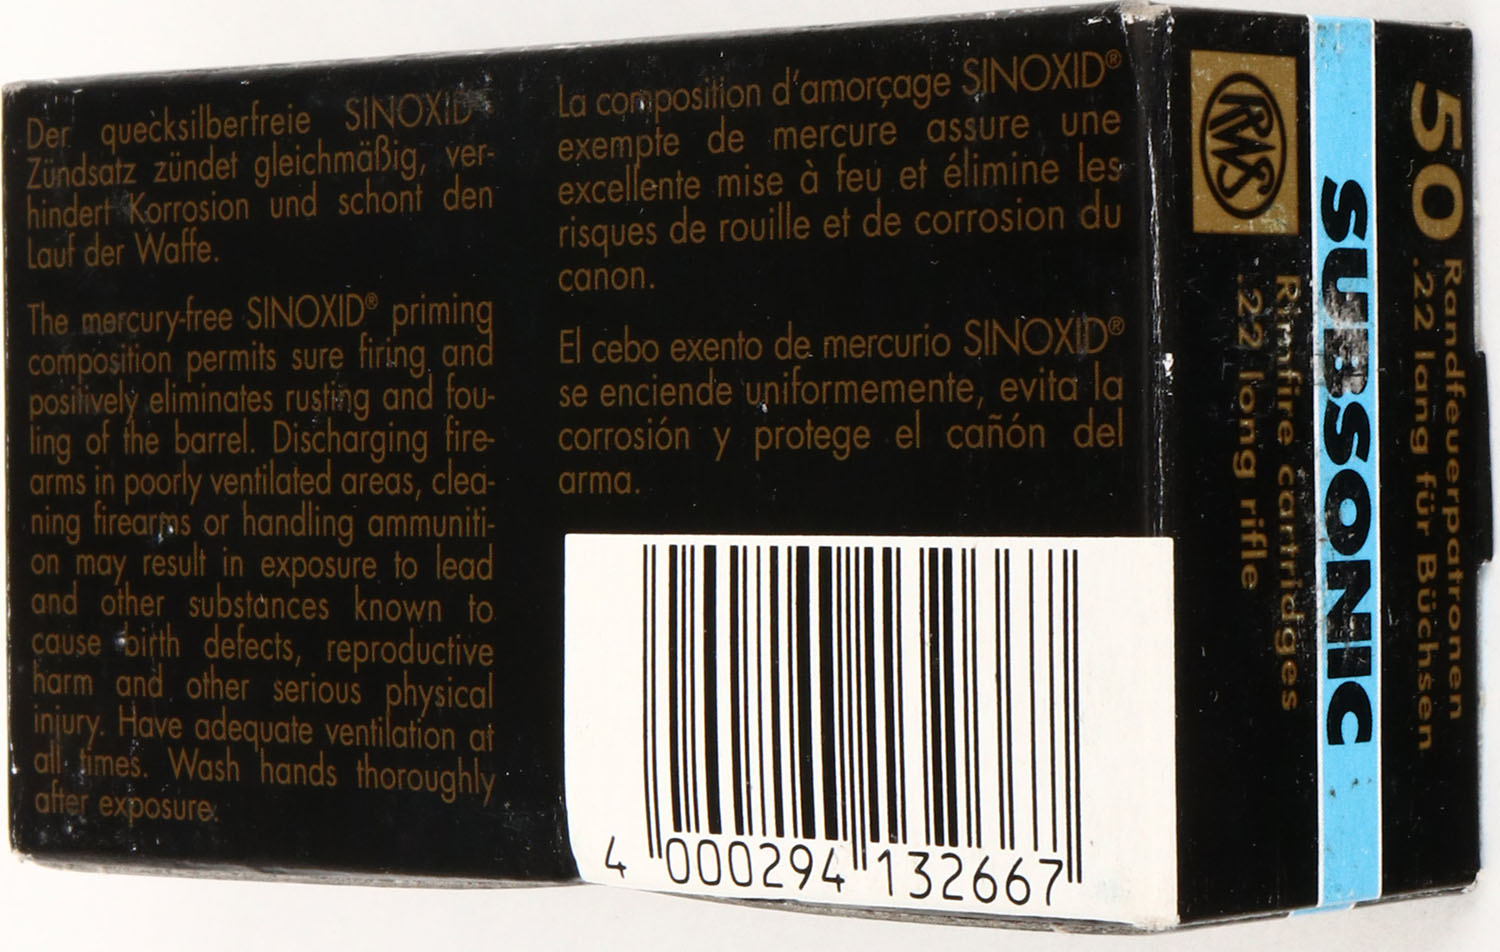 Der quecksilberfreie SINOXID®
Zündsatz zündet gleichmäßig, ver-
hindert Korrosion und schont den
Lauf der Waffe.
The mercury-free SINOXID® priming
composition permits sure firing and
positively eliminates rusting and fou-
ling of the barrel. Discharging fire-
arms in poorly ventilated areas, clea-
ning firearms or handling ammuniti-
on may result in exposure to lead
and other substances known to
cause birth defects, reproductive
harm and other serious physical
injury. Have adequate ventilation at
all times. Wash hands thoroughly
after exposure.
La composition d'amorçage SINOXID®
exempte de mercure assure une
excellente mise à feu et élimine les
risques de rouille et de corrosion du
canon.
El cebo exento de mercurio SINOXID®
se enciende uniformemente, evita la
corrosión y protege el cañón del
arma.
4 000294 132667
50 Randfeuerpatronen
.22 lang für Büchsen
SUBSONIC
RWS
Rimfire cartridges
.22 long rifle